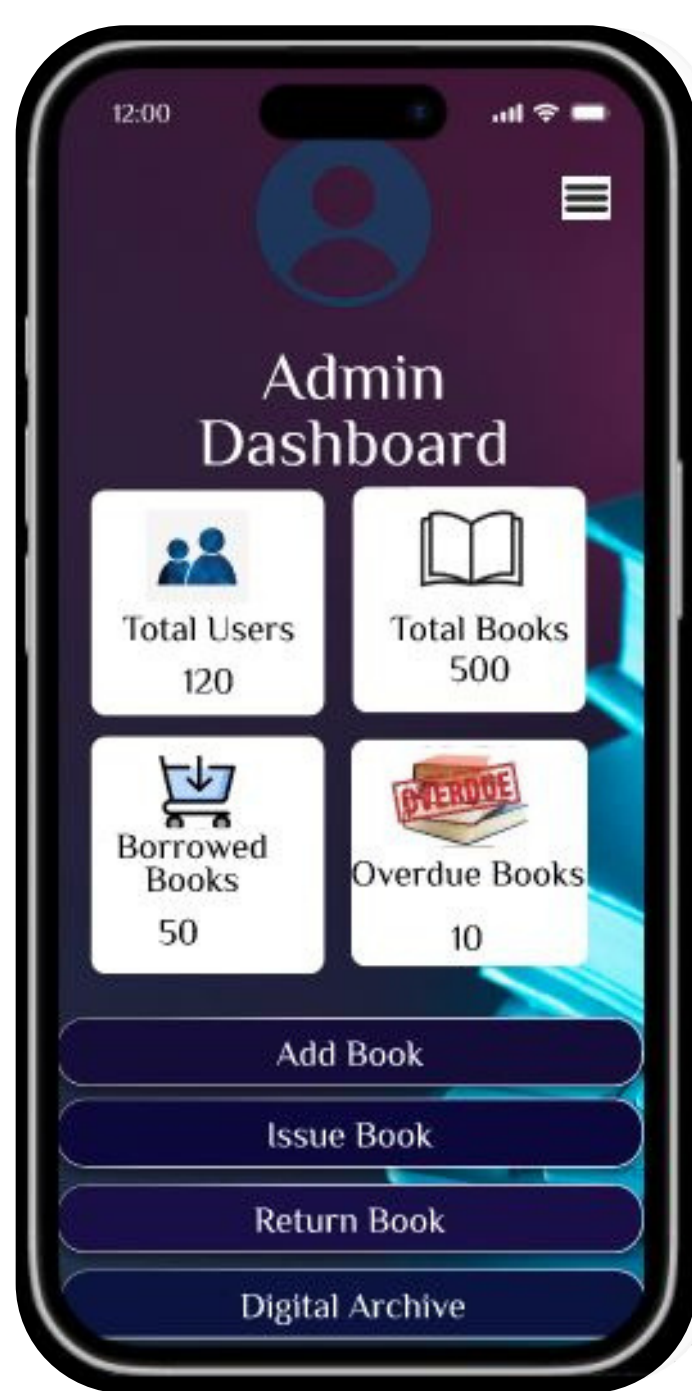 12:00
Admin
Dashboard
Total Users
120
Total Books
500
Borrowed
Books
50
OVERDUE
Overdue Books
10
Add Book
Issue Book
Return Book
Digital Archive